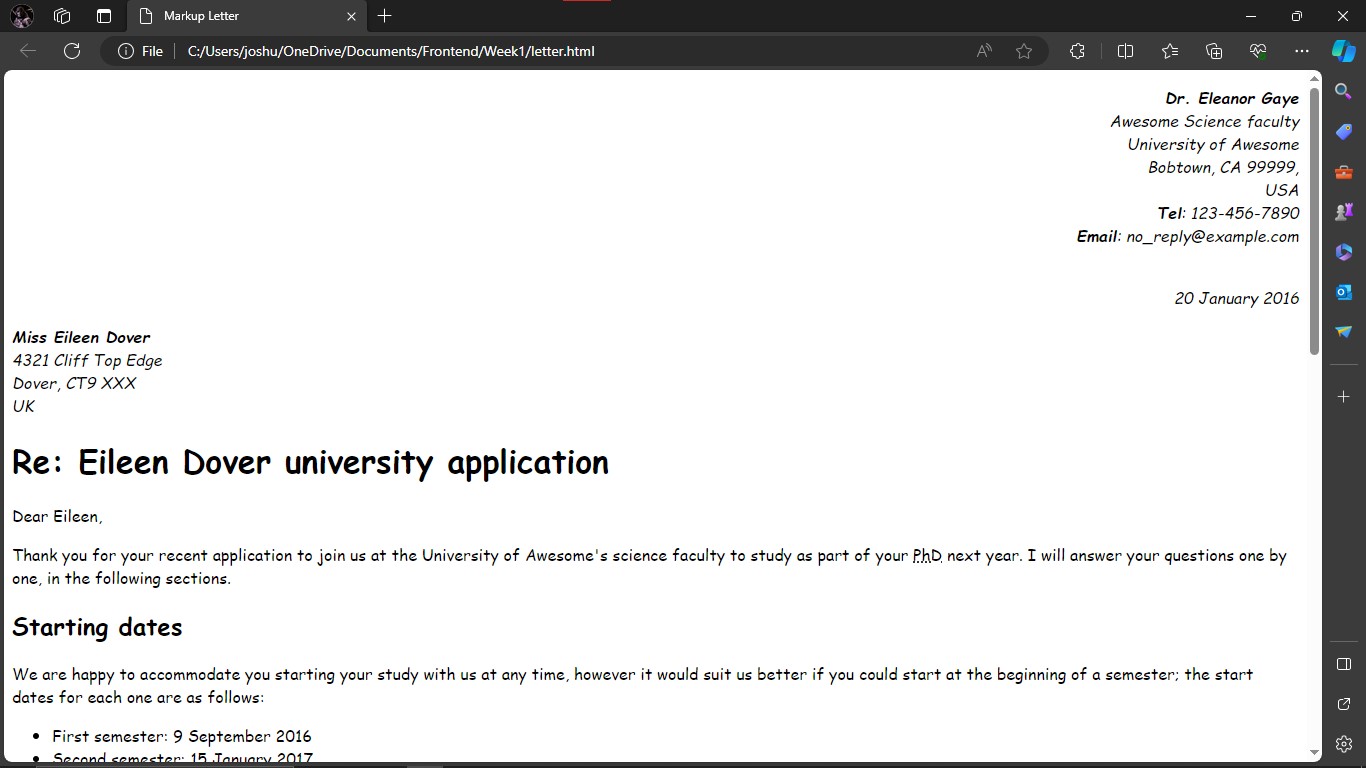 Markup Letter
File
C:/Users/joshu/OneDrive/Documents/Frontend/Week1/letter.html
Dr. Eleanor Gaye
Awesome Science faculty
University of Awesome
Bobtown, CA 99999,
USA
Tel: 123-456-7890
Email: no_reply@example.com
20 January 2016
Miss Eileen Dover
4321 Cliff Top Edge
Dover, CT9 XXX
UK
Re: Eileen Dover university application
Dear Eileen,
Thank you for your recent application to join us at the University of Awesome's science faculty to study as part of your PhD next year. I will answer your questions one by
one, in the following sections.
Starting dates
We are happy to accommodate you starting your study with us at any time, however it would suit us better if you could start at the beginning of a semester; the start
dates for each one are as follows:
• First semester: 9 September 2016
• Second semester: 15 January 2017